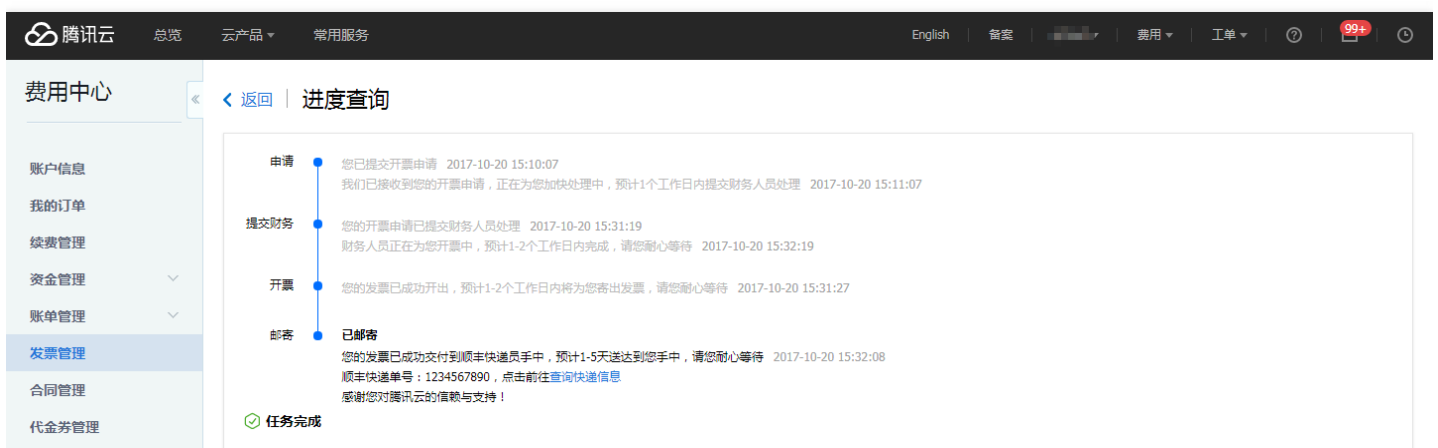 腾讯云 总览 云产品 常用服务 English 备案 费用 工单 99+
费用中心
返回 进度查询
账户信息
我的订单
续费管理
资金管理
账单管理
发票管理
合同管理
代金券管理
申请 您已提交开票申请 2017-10-20 15:10:07
我们已接收到您的开票申请，正在为您加快处理中，预计1个工作日内提交财务人员处理 2017-10-20 15:11:07
提交财务 您的开票申请已提交财务人员处理 2017-10-20 15:31:19
财务人员正在为您开票中，预计1-2个工作日内完成，请您耐心等待 2017-10-20 15:32:19
开票 您的发票已成功开出，预计1-2个工作日内将为您寄出发票，请您耐心等待 2017-10-20 15:31:27
邮寄 已邮寄
您的发票已成功交付到顺丰快递员手中，预计1-5天送达到您手中，请您耐心等待 2017-10-20 15:32:08
顺丰快递单号：1234567890，点击前往查询快递信息
感谢您对腾讯云的信赖与支持！
任务完成